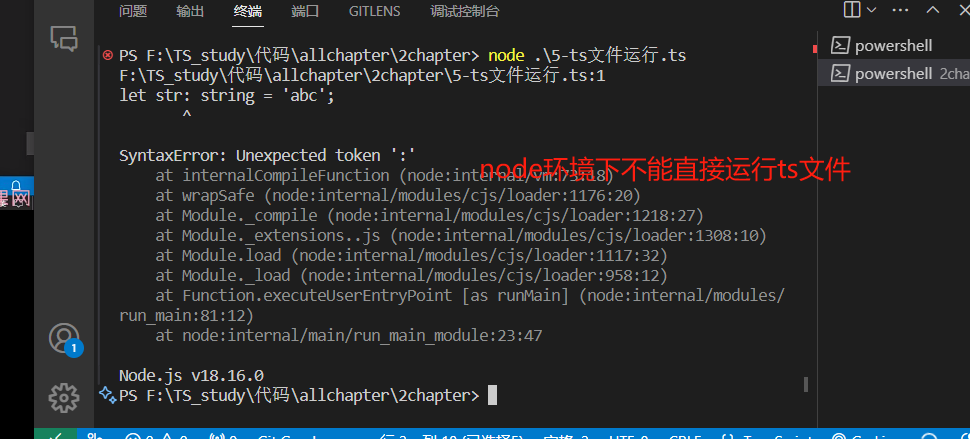 问题 输出 终端 端口 GITLENS 调试控制台
powershell
powershell 2cha
PS F:\TS_study\代码\allchapter\2chapter> node .\5-ts文件运行.ts
F:\TS_study\代码\allchapter\2chapter\5-ts文件运行.ts:1
let str: string = 'abc';
^
SyntaxError: Unexpected token ':'
node环境下不能直接运行ts文件
at internalCompileFunction (node:internal/vm:73:18)
at wrapSafe (node:internal/modules/cjs/loader:1176:20)
at Module._compile (node:internal/modules/cjs/loader:1218:27)
at Module._extensions..js (node:internal/modules/cjs/loader:1308:10)
at Module.load (node:internal/modules/cjs/loader:1117:32)
at Module._load (node:internal/modules/cjs/loader:958:12)
at Function.executeUserEntryPoint [as runMain] (node:internal/modules/
run_main:81:12)
at node:internal/main/run_main_module:23:47
Node.js v18.16.0
PS F:\TS_study\代码\allchapter\2chapter>
1